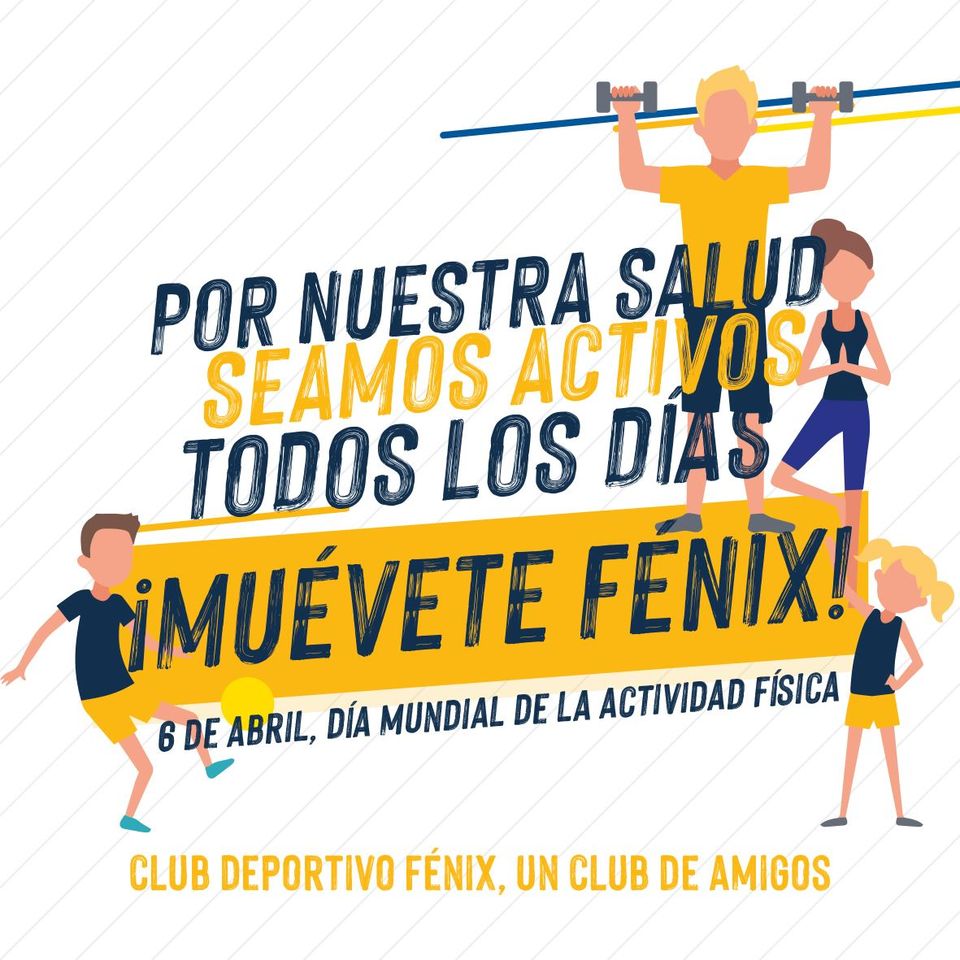 POR NUESTRA SALUD
SEAMOS ACTIVOS
TODOS LOS DÍAS
¡MUÉVETE FÉNIX!
6 DE ABRIL, DÍA MUNDIAL DE LA ACTIVIDAD FÍSICA
CLUB DEPORTIVO FÉNIX, UN CLUB DE AMIGOS